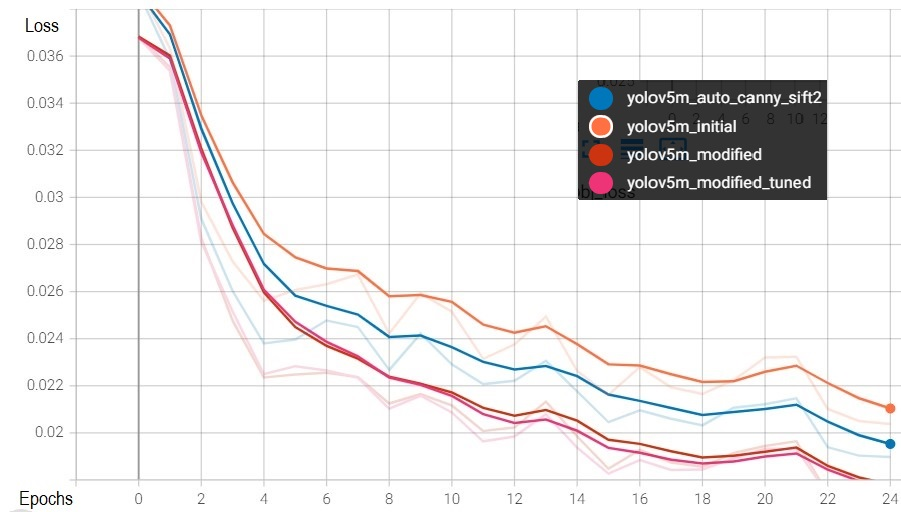 Loss
0.036
0.034
0.032
0.03
0.028
0.026
0.024
0.022
0.02
yolov5m_auto_canny_sift2
yolov5m_initial
yolov5m_modified
yolov5m_modified_tuned
obj_loss
Epochs 0 2 4 6 8 10 12 14 16 18 20 22 24